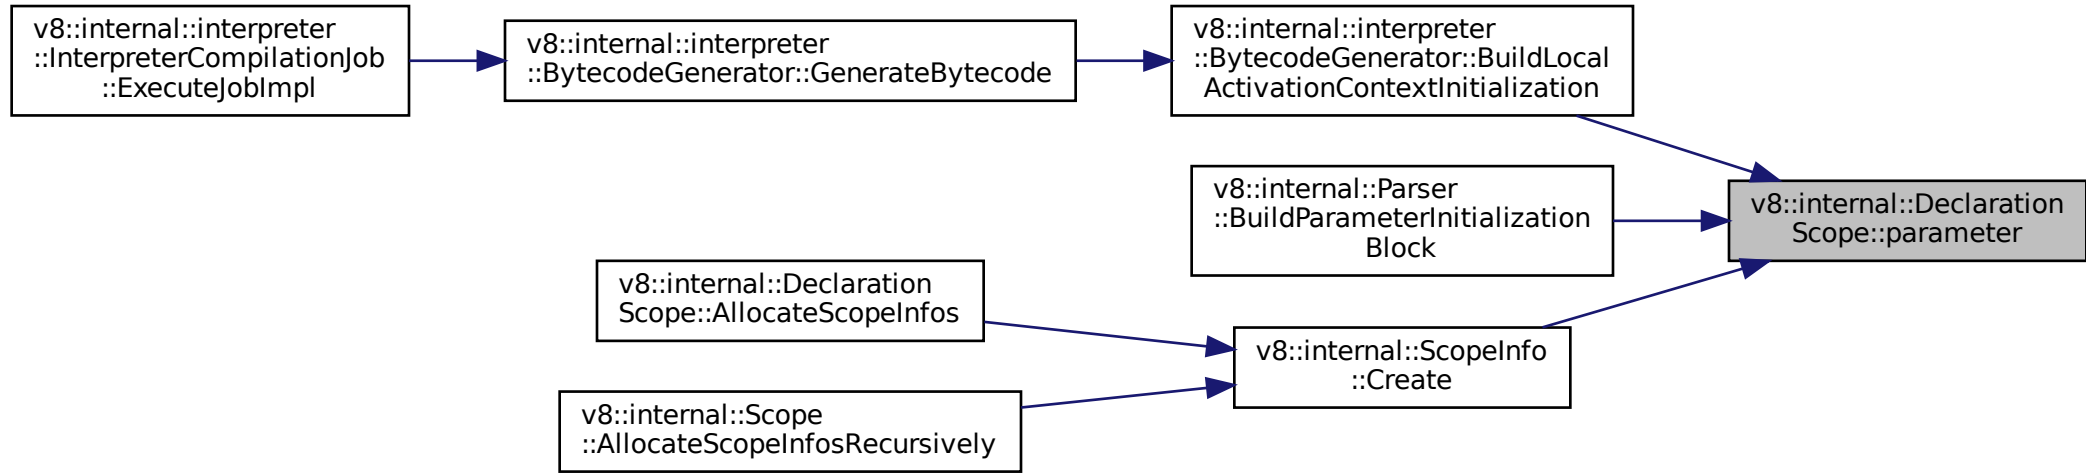 v8::internal::interpreter
::InterpreterCompilationJob
::ExecuteJobImpl
v8::internal::interpreter
::BytecodeGenerator::GenerateBytecode
v8::internal::interpreter
::BytecodeGenerator::BuildLocal
ActivationContextInitialization
v8::internal::Parser
::BuildParameterInitialization
Block
v8::internal::Declaration
Scope::parameter
v8::internal::Declaration
Scope::AllocateScopeInfos
v8::internal::ScopeInfo
::Create
v8::internal::Scope
::AllocateScopeInfosRecursively